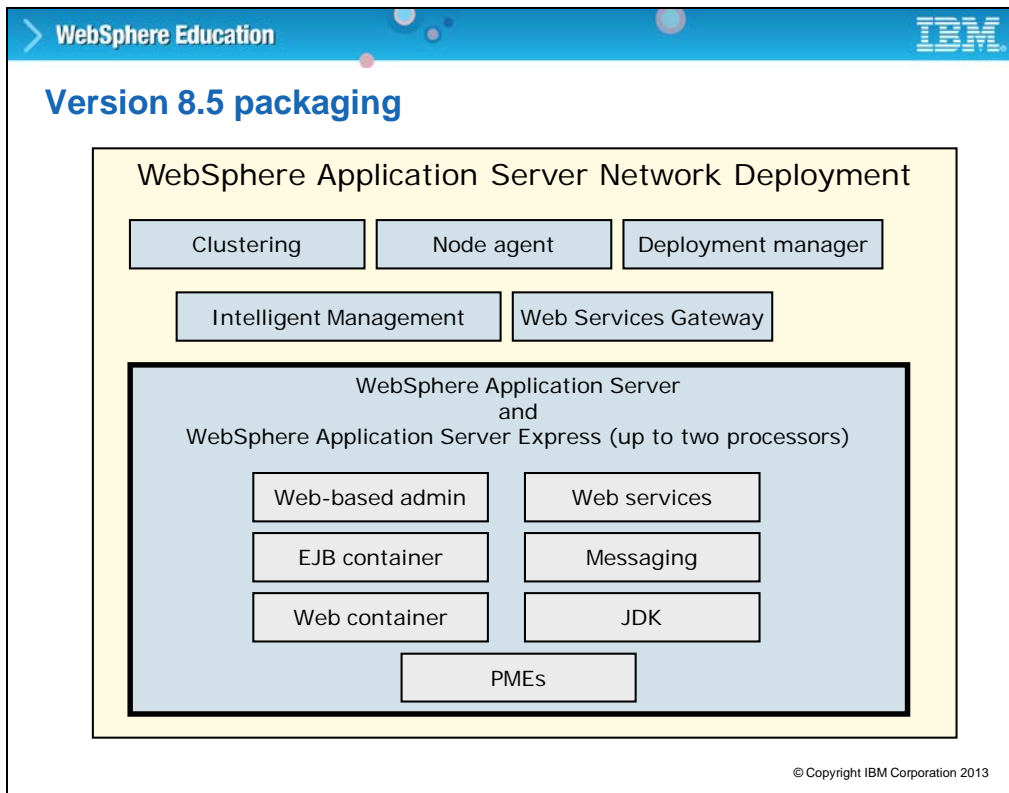 WebSphere Education
IBM.
Version 8.5 packaging
WebSphere Application Server Network Deployment
Clustering
Node agent
Deployment manager
Intelligent Management
Web Services Gateway
WebSphere Application Server
and
WebSphere Application Server Express (up to two processors)
Web-based admin
Web services
EJB container
Messaging
Web container
JDK
PMEs
© Copyright IBM Corporation 2013